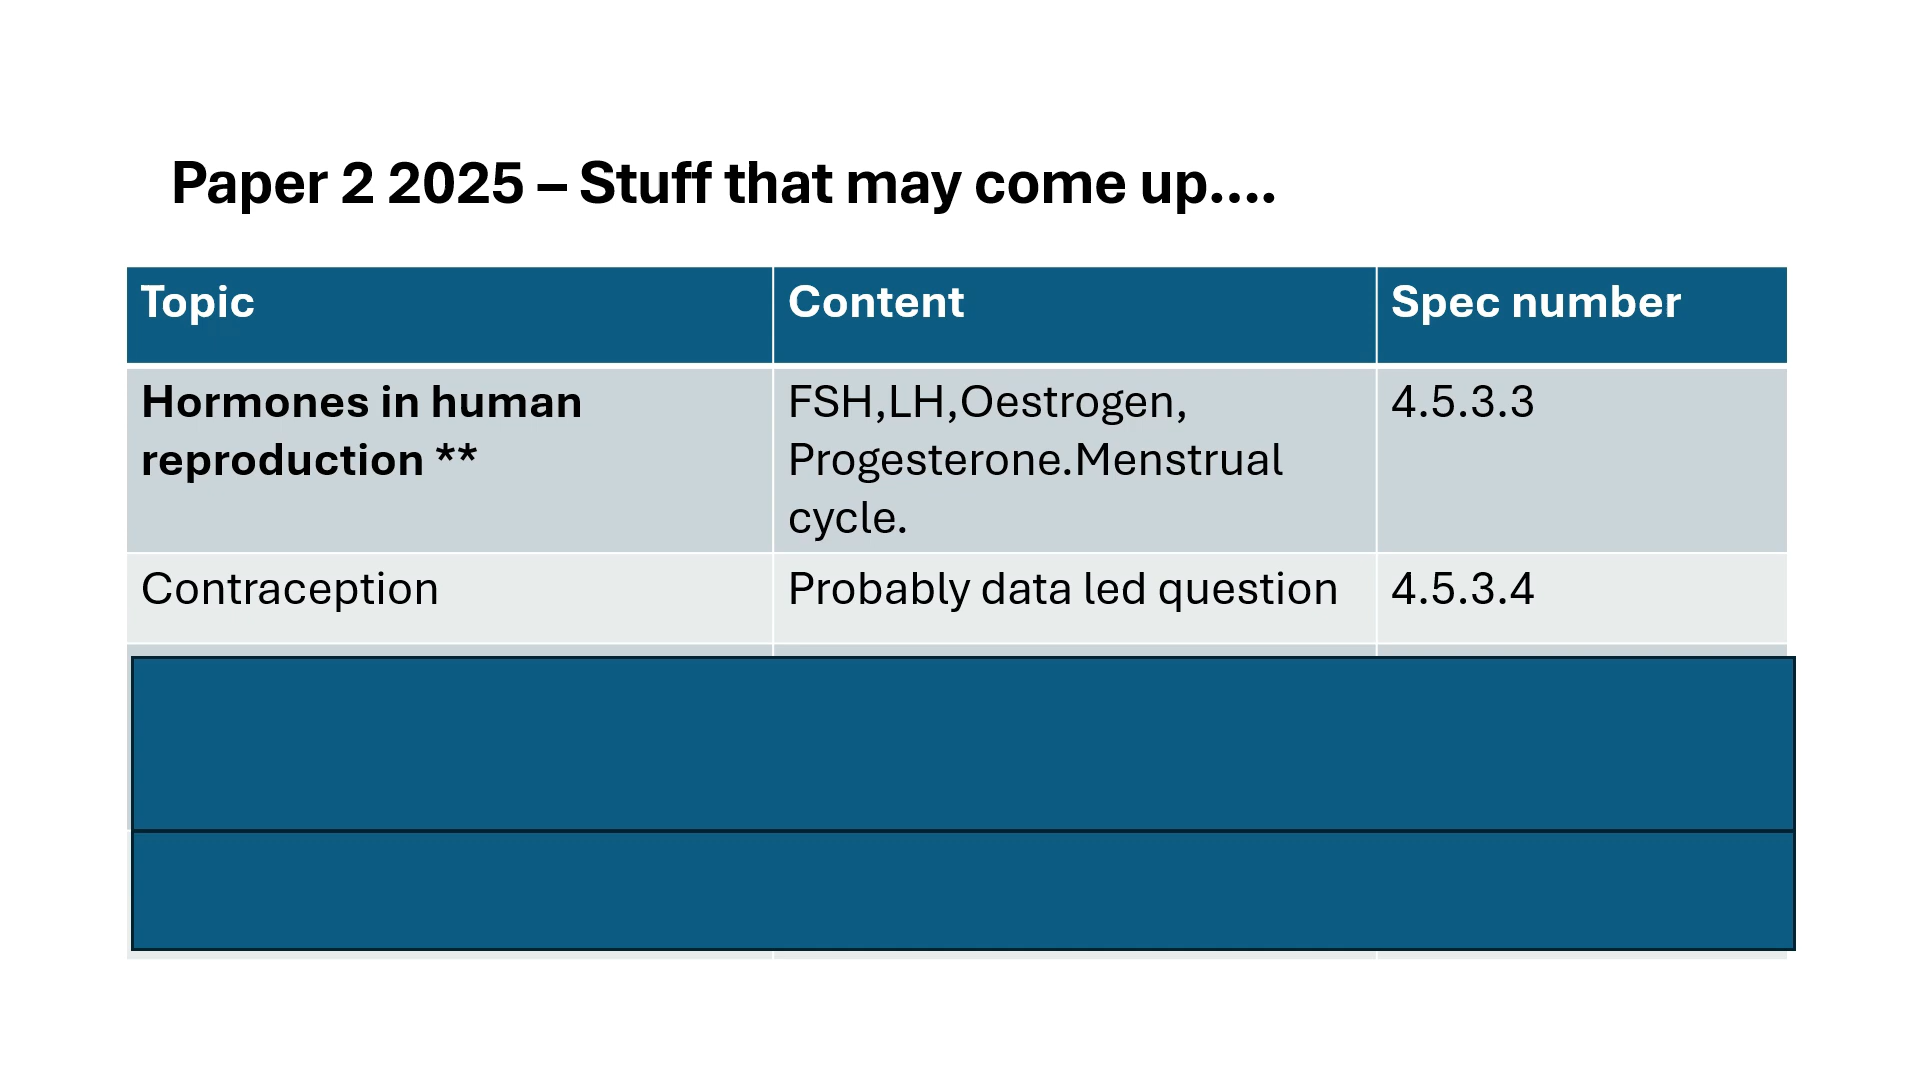 Paper 2 2025 – Stuff that may come up....
Topic
Content
Spec number
Hormones in human
reproduction **
FSH,LH,Oestrogen,
Progesterone.Menstrual
cycle.
4.5.3.3
Contraception
Probably data led question
4.5.3.4